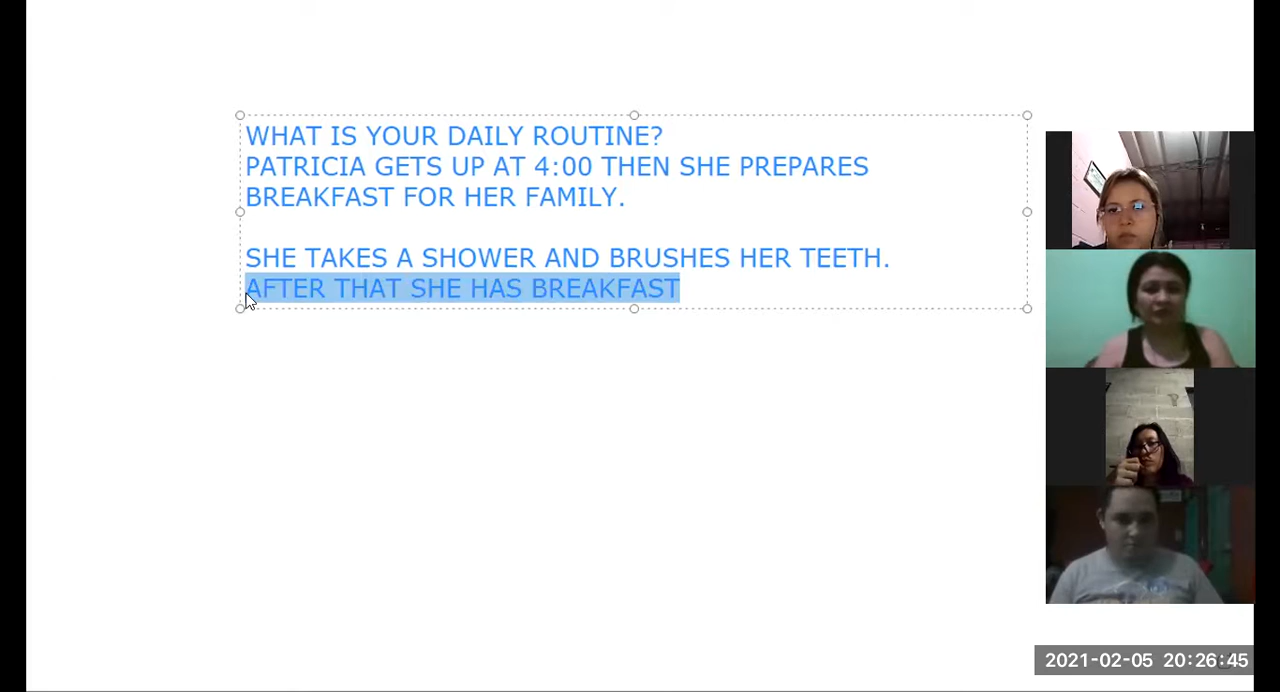 WHAT IS YOUR DAILY ROUTINE?
PATRICIA GETS UP AT 4:00 THEN SHE PREPARES
BREAKFAST FOR HER FAMILY.
SHE TAKES A SHOWER AND BRUSHES HER TEETH.
AFTER THAT SHE HAS BREAKFAST
2021-02-05 20:26:45